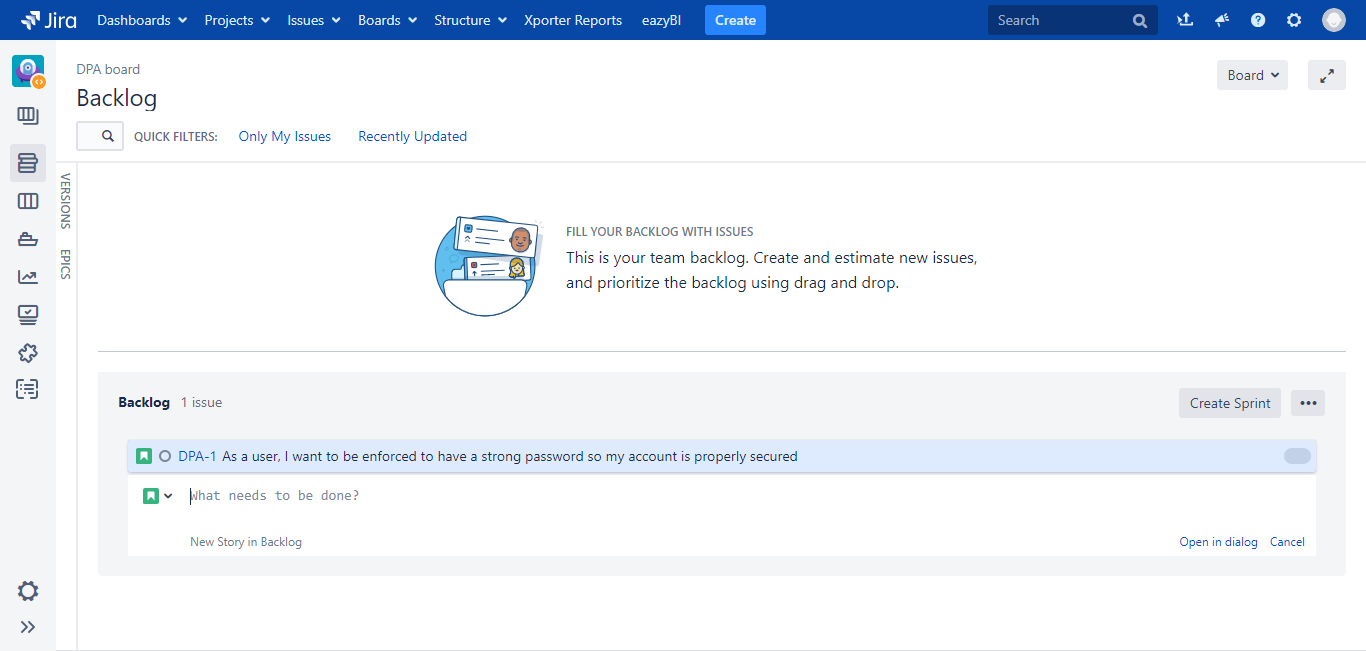 Jira Dashboards Projects Issues Boards Structure Xporter Reports eazyBI Create Search
DPA board
Backlog
Board
QUICK FILTERS: Only My Issues Recently Updated
VERSIONS
EPICS
FILL YOUR BACKLOG WITH ISSUES
This is your team backlog. Create and estimate new issues,
and prioritize the backlog using drag and drop.
Backlog 1 issue
Create Sprint
DPA-1 As a user, I want to be enforced to have a strong password so my account is properly secured
What needs to be done?
New Story in Backlog
Open in dialog Cancel